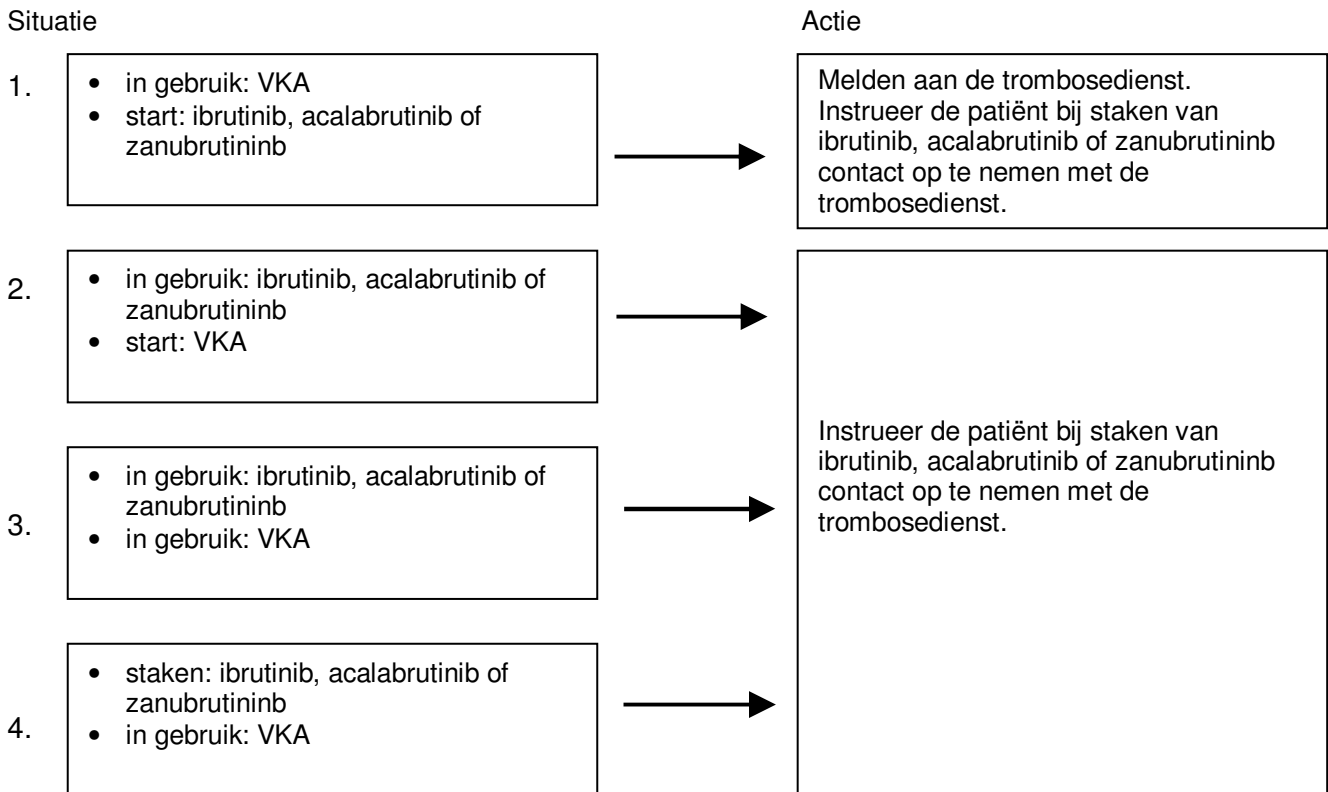 Situatie
Actie
1.
• in gebruik: VKA
• start: ibrutinib, acalabrutinib of
zanubrutininb
Melden aan de trombosedienst.
Instrueer de patiënt bij staken van
ibrutinib, acalabrutinib of zanubrutininb
contact op te nemen met de
trombosedienst.
2.
• in gebruik: ibrutinib, acalabrutinib of
zanubrutininb
• start: VKA
3.
• in gebruik: ibrutinib, acalabrutinib of
zanubrutininb
• in gebruik: VKA
4.
• staken: ibrutinib, acalabrutinib of
zanubrutininb
• in gebruik: VKA
Instrueer de patiënt bij staken van
ibrutinib, acalabrutinib of zanubrutininb
contact op te nemen met de
trombosedienst.